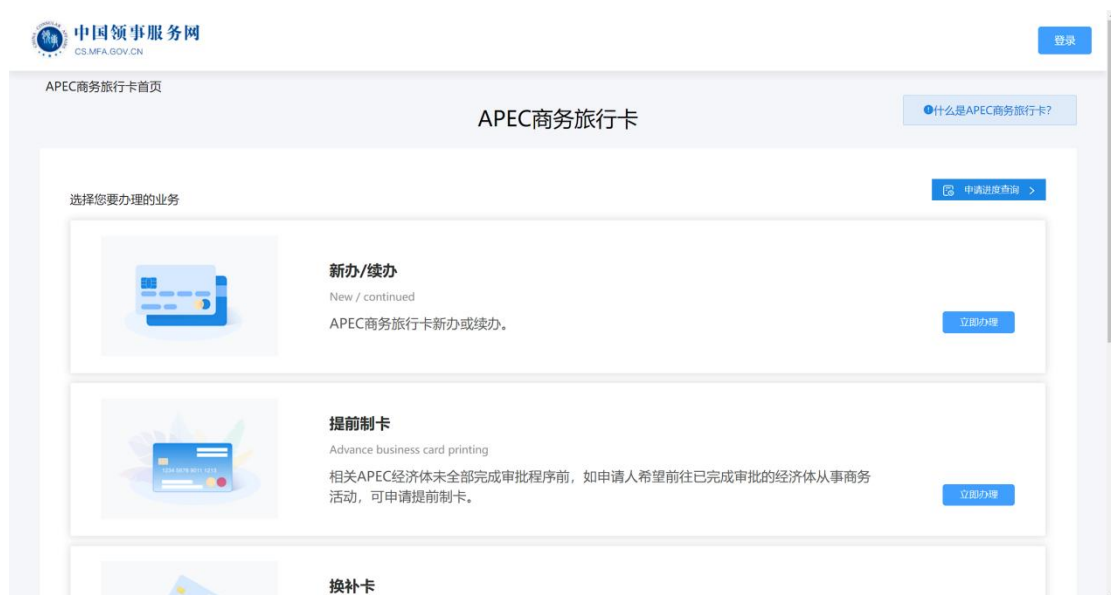 中国领事服务网
CS.MFA.GOV.CN
登录
APEC商务旅行卡首页
APEC商务旅行卡
什么是APEC商务旅行卡?
选择您要办理的业务
申请进度查询 >
新办/续办
New / continued
APEC商务旅行卡新办或续办。
立即办理
提前制卡
Advance business card printing
相关APEC经济体未全部完成审批程序前，如申请人希望前往已完成审批的经济体从事商务
活动，可申请提前制卡。
立即办理
换补卡